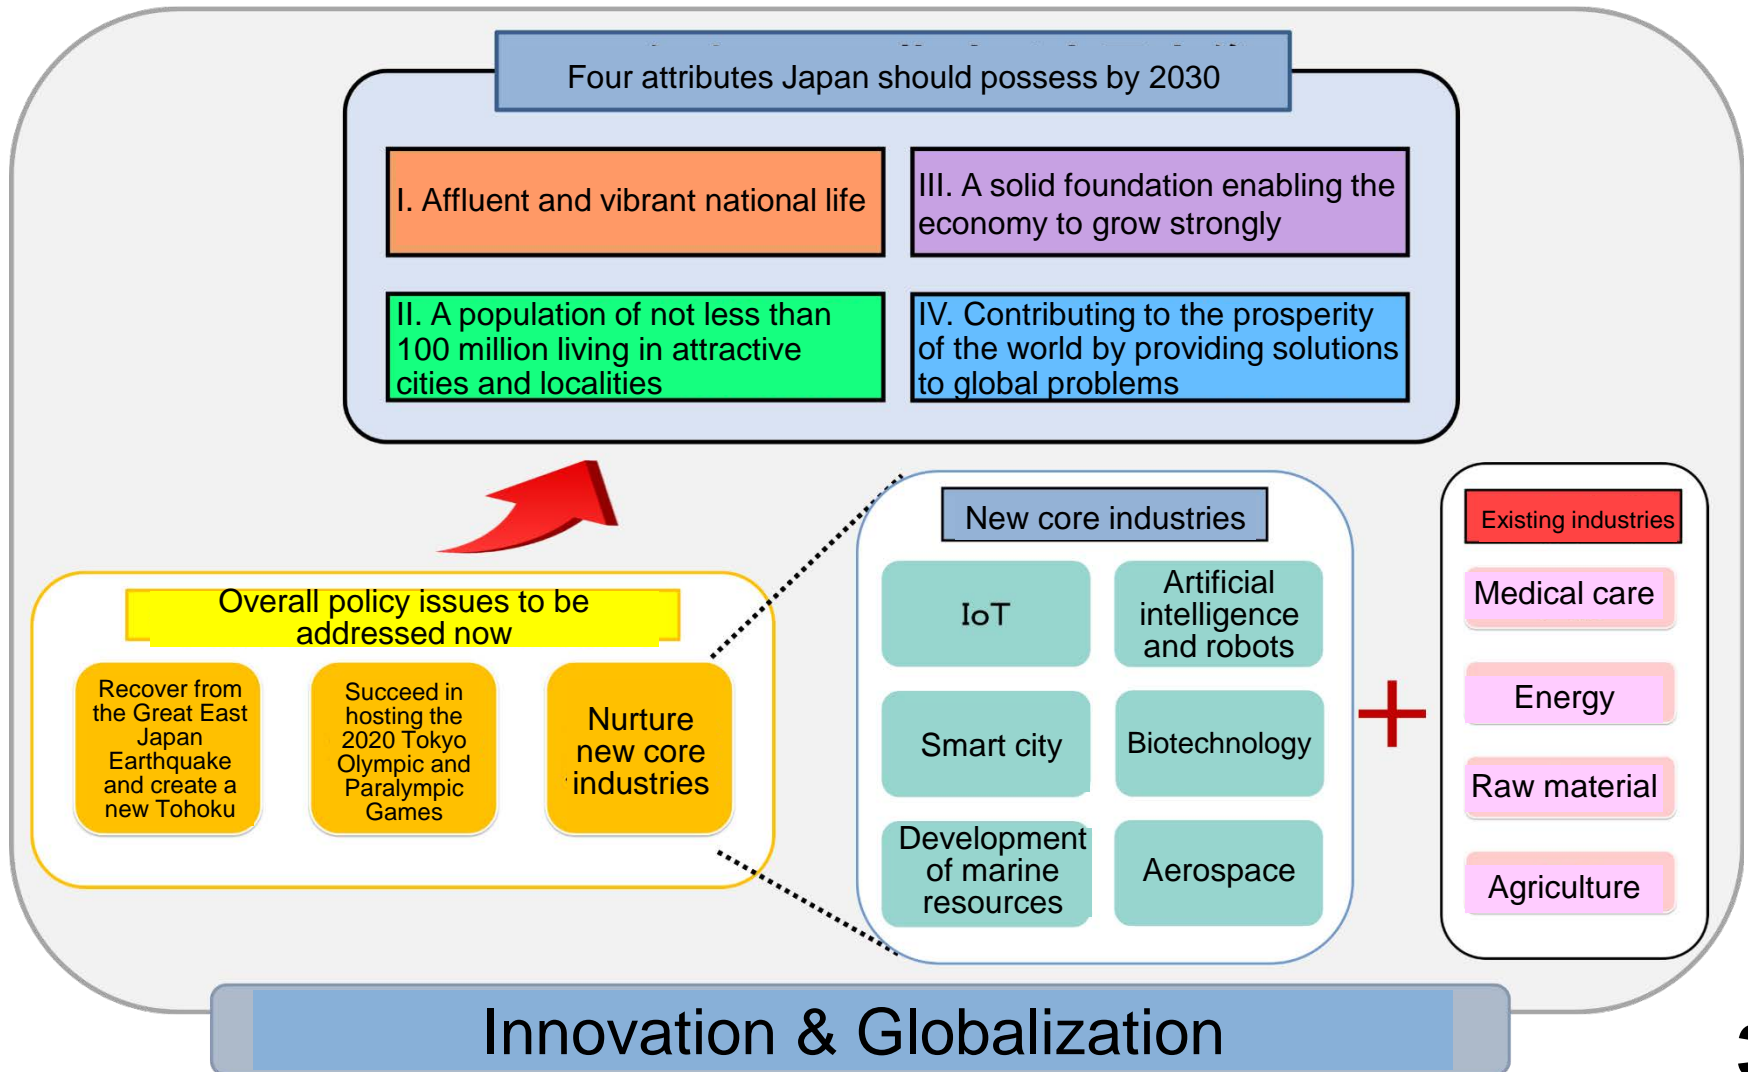 Four attributes Japan should possess by 2030
I. Affluent and vibrant national life
III. A solid foundation enabling the
economy to grow strongly
II. A population of not less than
100 million living in attractive
cities and localities
IV. Contributing to the prosperity
of the world by providing solutions
to global problems
Overall policy issues to be
addressed now
Recover from
the Great East
Japan
Earthquake
and create a
new Tohoku
Succeed in
hosting the
2020 Tokyo
Olympic and
Paralympic
Games
Nurture
new core
industries
New core industries
IoT
Artificial
intelligence
and robots
Smart city
Biotechnology
Development
of marine
resources
Aerospace
+
Existing industries
Medical care
Energy
Raw material
Agriculture
Innovation & Globalization